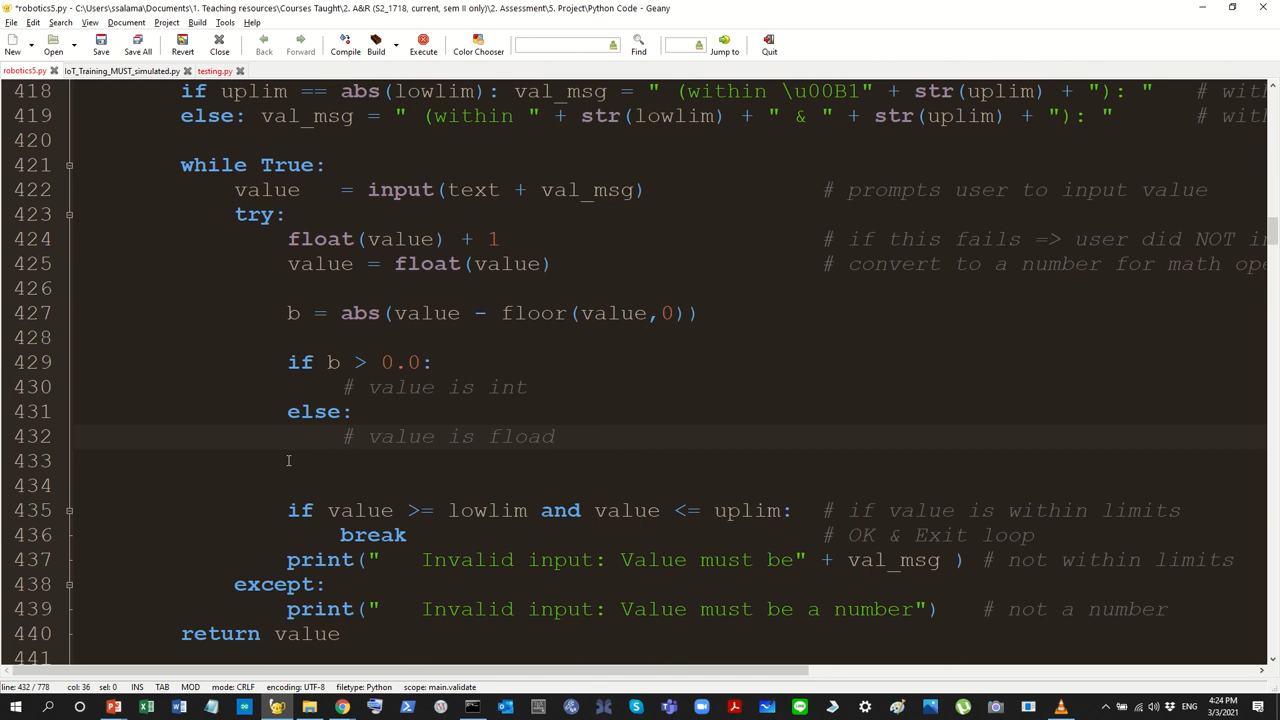 *robotics5.py - C:\Users\ssalama\Documents\1. Teaching resources\Courses Taught\2. A&R (S2_1718, current, sem II only)\2. Assessment\5. Project\Python Code - Geany
File Edit Search View Document Project Build Tools Help
New Open Save Save All Revert Close Back Forward Compile Build Execute Color Chooser Find Jump to Quit
robotics5.py IoT_Training_MUST_simulated.py testing.py
418 if uplim == abs(lowlim): val_msg = " (within \u00B1" + str(uplim) + "): " # with
419 else: val_msg = " (within " + str(lowlim) + " & " + str(uplim) + "): " # wit
420
421 while True:
422 value = input(text + val_msg) # prompts user to input value
423 try:
424 float(value) + 1 # if this fails => user did NOT in
425 value = float(value) # convert to a number for math ope
426
427 b = abs(value - floor(value,0))
428
429 if b > 0.0:
430 # value is int
431 else:
432 # value is fload
433
434
435 if value >= lowlim and value <= uplim: # if value is within limits
436 break # OK & Exit loop
437 print("   Invalid input: Value must be" + val_msg ) # not within limits
438 except:
439 print("   Invalid input: Value must be a number") # not a number
440 return value
441
line: 432 / 778 col: 36 sel: 0 INS TAB MOD mode: CRLF encoding: UTF-8 filetype: Python scope: main.validate
4:24 PM
ENG
3/3/2021